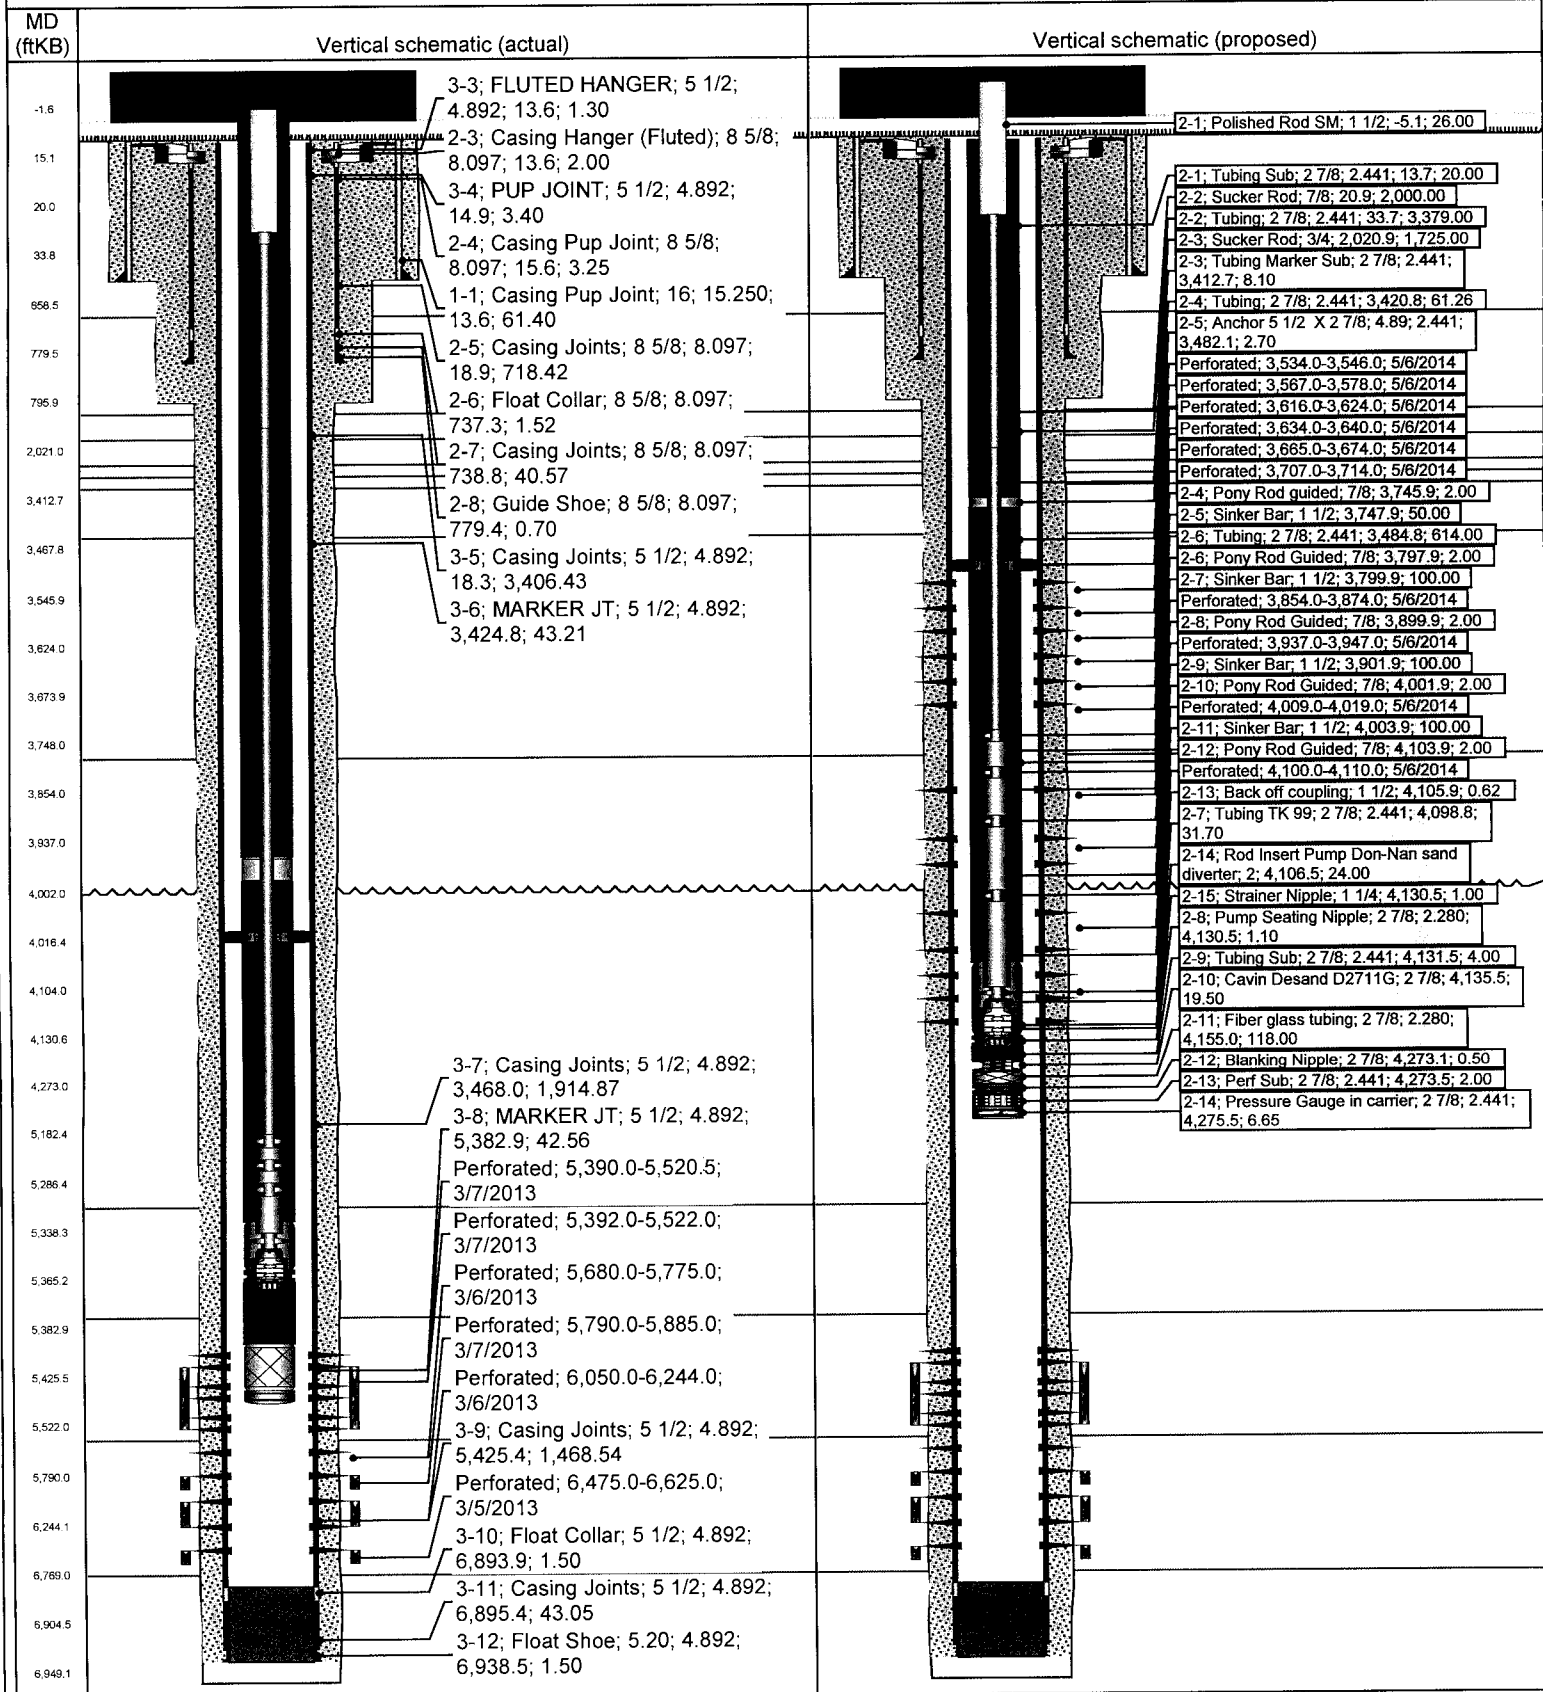 MD
(ftKB)
Vertical schematic (actual)
Vertical schematic (proposed)
-1.6
15.1
20.0
33.8
658.5
779.5
795.9
2,021.0
3,412.7
3,467.8
3,545.9
3,624.0
3,673.9
3,748.0
3,854.0
3,937.0
4,002.0
4,016.4
4,104.0
4,130.6
4,273.0
5,182.4
5,286.4
5,338.3
5,365.2
5,382.9
5,425.5
5,522.0
5,790.0
6,244.1
6,769.0
6,904.5
6,949.1
3-3; FLUTED HANGER; 5 1/2;
4.892; 13.6; 1.30
2-3; Casing Hanger (Fluted); 8 5/8;
8.097; 13.6; 2.00
3-4; PUP JOINT; 5 1/2; 4.892;
14.9; 3.40
2-4; Casing Pup Joint; 8 5/8;
8.097; 15.6; 3.25
1-1; Casing Pup Joint; 16; 15.250;
13.6; 61.40
2-5; Casing Joints; 8 5/8; 8.097;
18.9; 718.42
2-6; Float Collar; 8 5/8; 8.097;
737.3; 1.52
2-7; Casing Joints; 8 5/8; 8.097;
738.8; 40.57
2-8; Guide Shoe; 8 5/8; 8.097;
779.4; 0.70
3-5; Casing Joints; 5 1/2; 4.892;
18.3; 3,406.43
3-6; MARKER JT; 5 1/2; 4.892;
3,424.8; 43.21
3-7; Casing Joints; 5 1/2; 4.892;
3,468.0; 1,914.87
3-8; MARKER JT; 5 1/2; 4.892;
5,382.9; 42.56
Perforated; 5,390.0-5,520.5;
3/7/2013
Perforated; 5,392.0-5,522.0;
3/7/2013
Perforated; 5,680.0-5,775.0;
3/6/2013
Perforated; 5,790.0-5,885.0;
3/7/2013
Perforated; 6,050.0-6,244.0;
3/6/2013
3-9; Casing Joints; 5 1/2; 4.892;
5,425.4; 1,468.54
Perforated; 6,475.0-6,625.0;
3/5/2013
3-10; Float Collar; 5 1/2; 4.892;
6,893.9; 1.50
3-11; Casing Joints; 5 1/2; 4.892;
6,895.4; 43.05
3-12; Float Shoe; 5.20; 4.892;
6,938.5; 1.50
2-1; Polished Rod SM; 1 1/2; -5.1; 26.00
2-1; Tubing Sub; 2 7/8; 2.441; 13.7; 20.00
2-2; Sucker Rod; 7/8; 20.9; 2,000.00
2-2; Tubing; 2 7/8; 2.441; 33.7; 3,379.00
2-3; Sucker Rod; 3/4; 2,020.9; 1,725.00
2-3; Tubing Marker Sub; 2 7/8; 2.441;
3,412.7; 8.10
2-4; Tubing; 2 7/8; 2.441; 3,420.8; 61.26
2-5; Anchor 5 1/2 X 2 7/8; 4.89; 2.441;
3,482.1; 2.70
Perforated; 3,534.0-3,546.0; 5/6/2014
Perforated; 3,567.0-3,578.0; 5/6/2014
Perforated; 3,616.0-3,624.0; 5/6/2014
Perforated; 3,634.0-3,640.0; 5/6/2014
Perforated; 3,665.0-3,674.0; 5/6/2014
Perforated; 3,707.0-3,714.0; 5/6/2014
2-4; Pony Rod guided; 7/8; 3,745.9; 2.00
2-5; Sinker Bar; 1 1/2; 3,747.9; 50.00
2-6; Tubing; 2 7/8; 2.441; 3,484.8; 614.00
2-6; Pony Rod Guided; 7/8; 3,797.9; 2.00
2-7; Sinker Bar; 1 1/2; 3,799.9; 100.00
Perforated; 3,854.0-3,874.0; 5/6/2014
2-8; Pony Rod Guided; 7/8; 3,899.9; 2.00
Perforated; 3,937.0-3,947.0; 5/6/2014
2-9; Sinker Bar; 1 1/2; 3,901.9; 100.00
2-10; Pony Rod Guided; 7/8; 4,001.9; 2.00
Perforated; 4,009.0-4,019.0; 5/6/2014
2-11; Sinker Bar; 1 1/2; 4,003.9; 100.00
2-12; Pony Rod Guided; 7/8; 4,103.9; 2.00
Perforated; 4,100.0-4,110.0; 5/6/2014
2-13; Back off coupling; 1 1/2; 4,105.9; 0.62
2-7; Tubing TK 99; 2 7/8; 2.441; 4,098.8;
31.70
2-14; Rod Insert Pump Don-Nan sand
diverter; 2; 4,106.5; 24.00
2-15; Strainer Nipple; 1 1/4; 4,130.5; 1.00
2-8; Pump Seating Nipple; 2 7/8; 2.280;
4,130.5; 1.10
2-9; Tubing Sub; 2 7/8; 2.441; 4,131.5; 4.00
2-10; Cavin Desand D2711G; 2 7/8; 4,135.5;
19.50
2-11; Fiber glass tubing; 2 7/8; 2.280;
4,155.0; 118.00
2-12; Blanking Nipple; 2 7/8; 4,273.1; 0.50
2-13; Perf Sub; 2 7/8; 2.441; 4,273.5; 2.00
2-14; Pressure Gauge in carrier; 2 7/8; 2.441;
4,275.5; 6.65